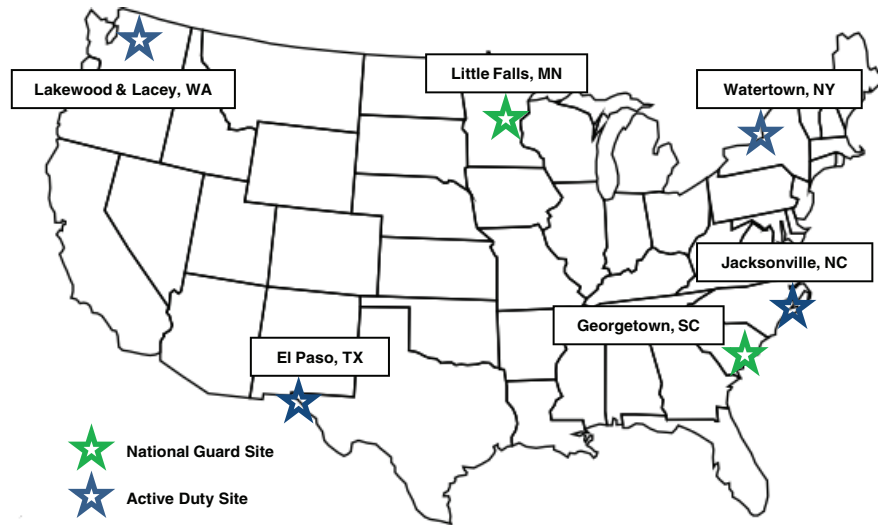 Little Falls, MN
Lakewood & Lacey, WA
Watertown, NY
Jacksonville, NC
Georgetown, SC
El Paso, TX
National Guard Site
Active Duty Site